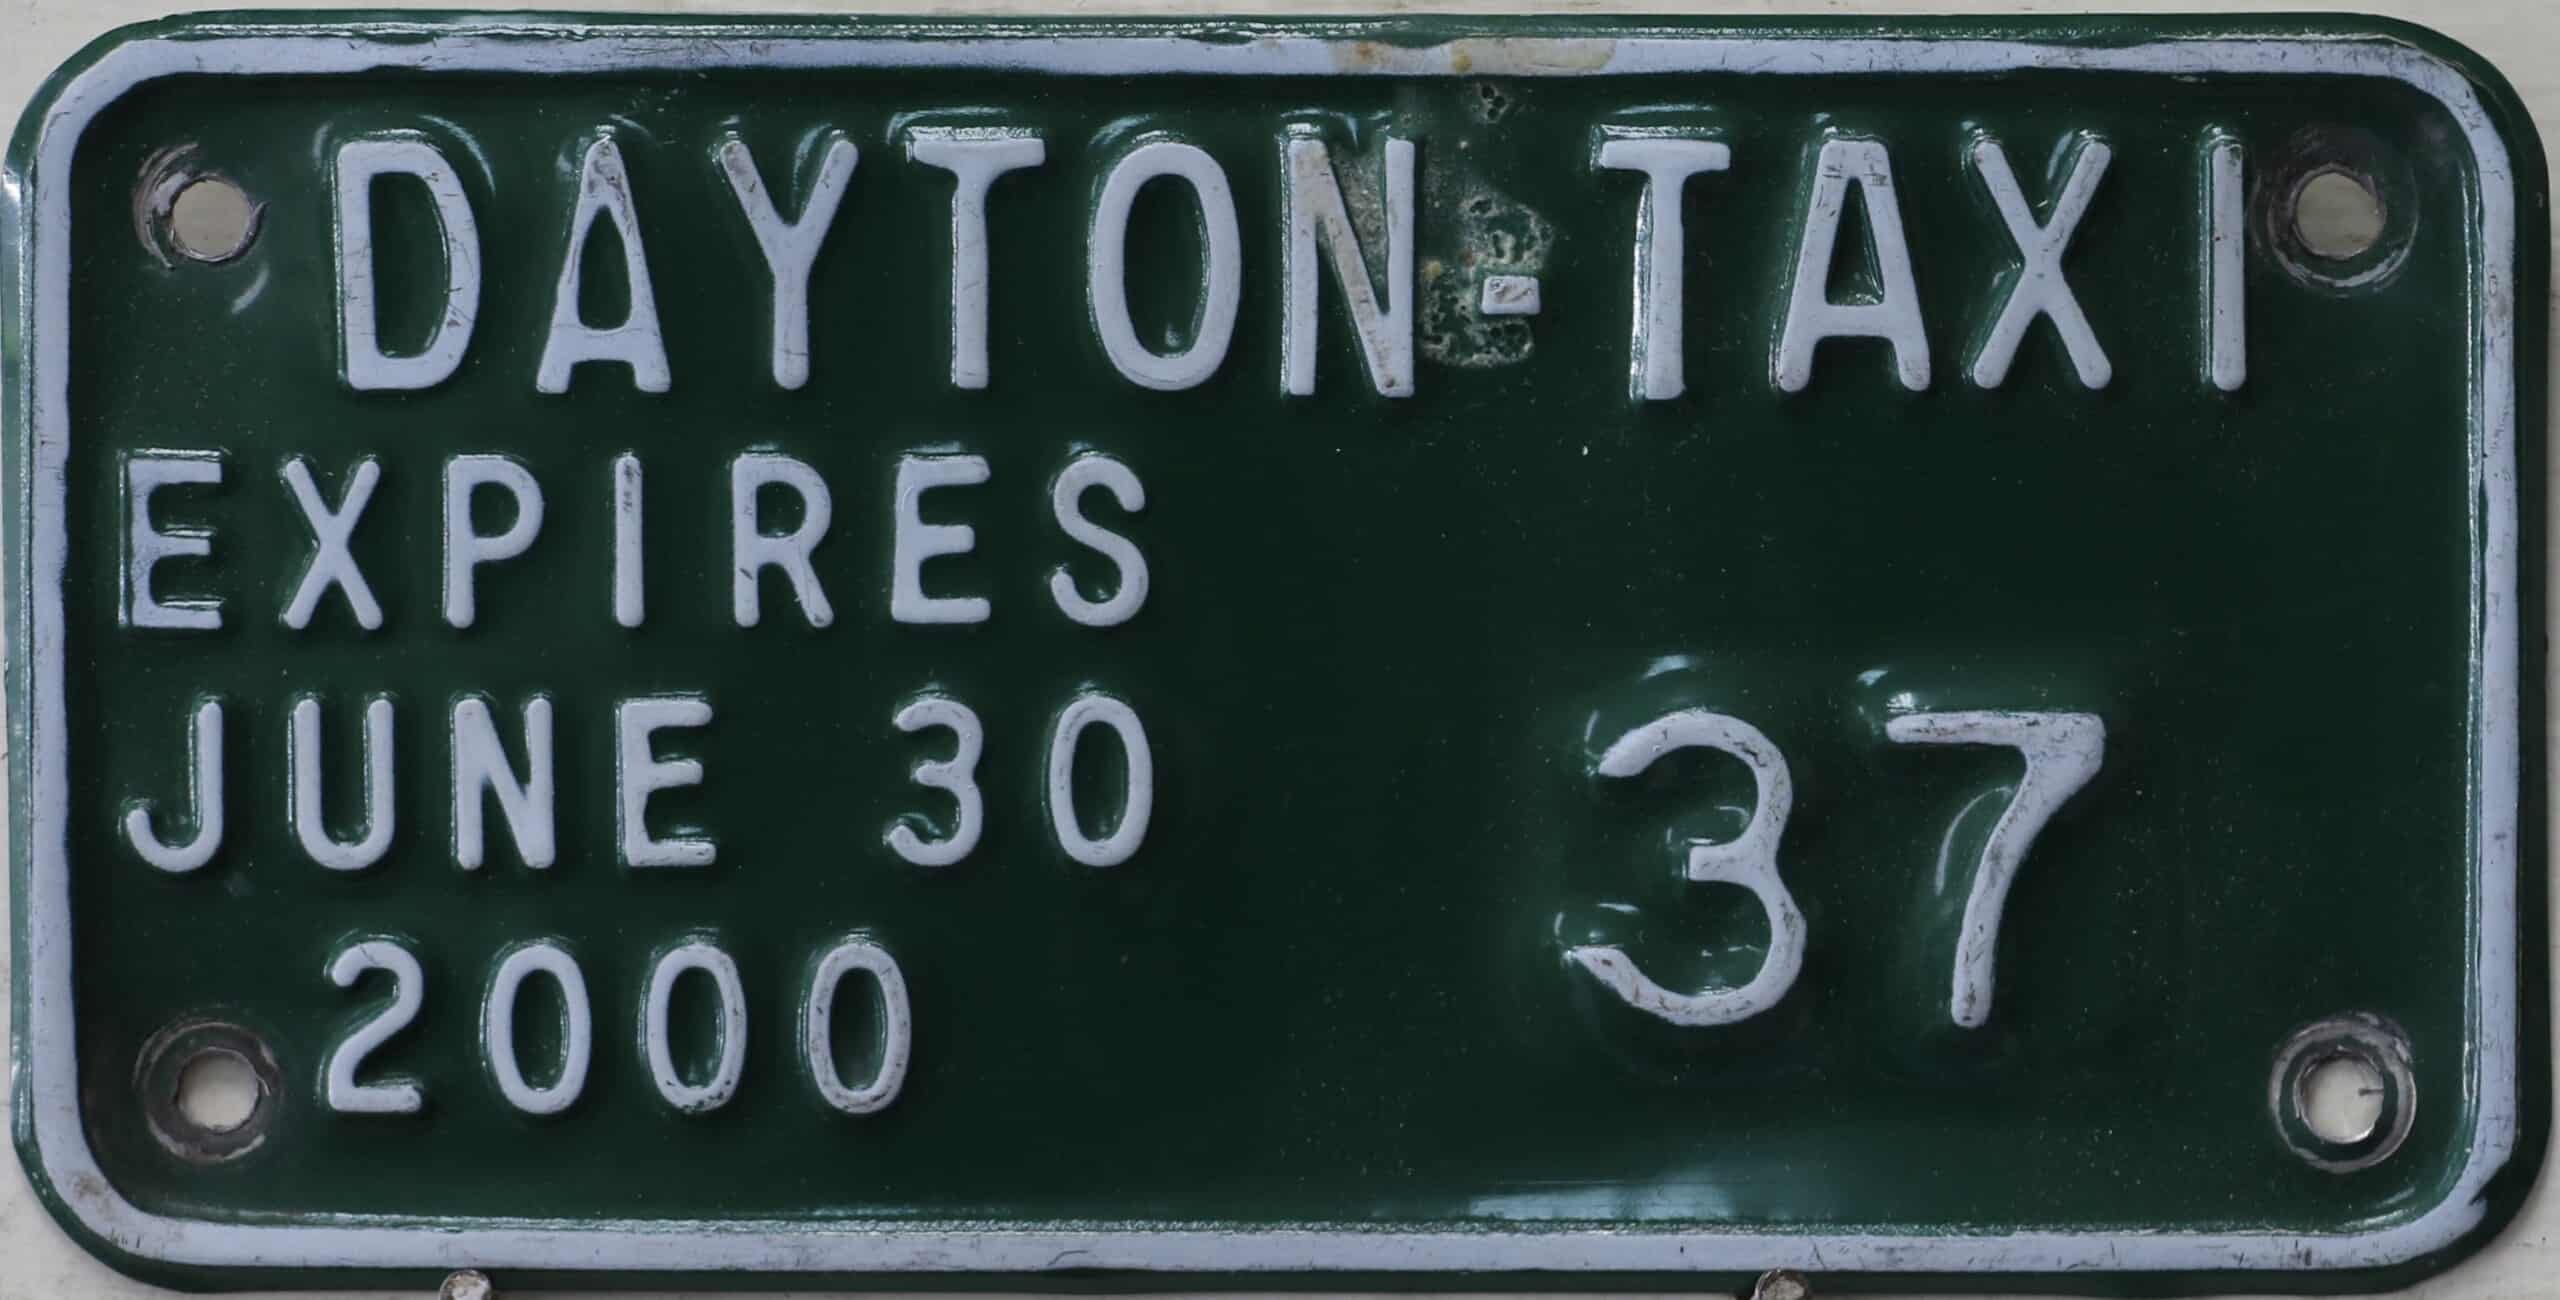 DAYTON-TAXI
EXPIRES
JUNE 30
2000
37